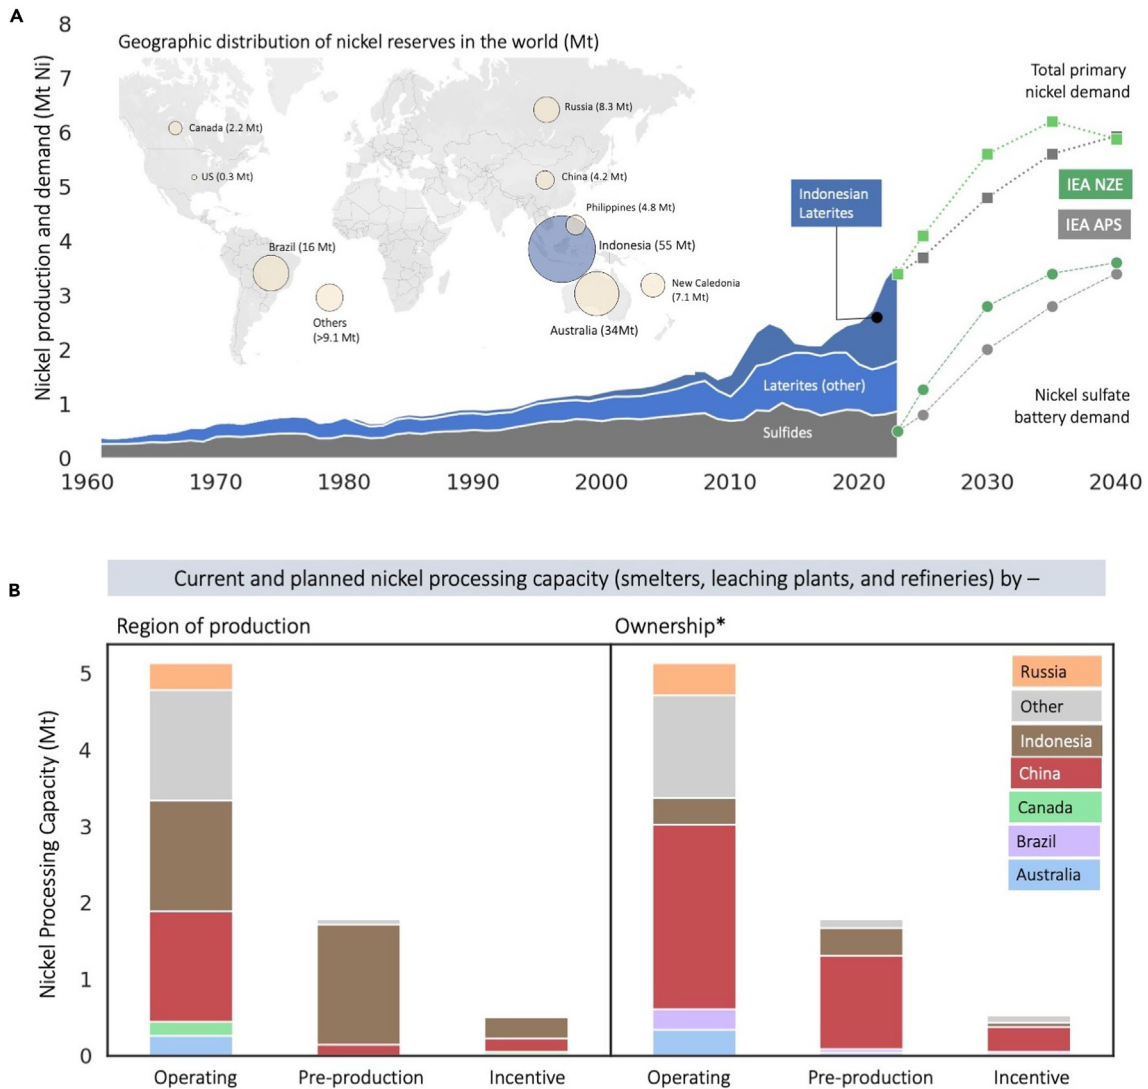 A
Geographic distribution of nickel reserves in the world (Mt)
Nickel production and demand (Mt Ni)
8
7
6
5
4
3
2
1
0
Canada (2.2 Mt)
US (0.3 Mt)
Brazil (16 Mt)
Others
(>9.1 Mt)
Russia (8.3 Mt)
China (4.2 Mt)
Philippines (4.8 Mt)
Indonesia (55 Mt)
New Caledonia
(7.1 Mt)
Australia (34Mt)
Indonesian
Laterites
Laterites (other)
Sulfides
Total primary
nickel demand
IEA NZE
IEA APS
Nickel sulfate
battery demand
1960
1970
1980
1990
2000
2010
2020
2030
2040
B
Current and planned nickel processing capacity (smelters, leaching plants, and refineries) by –
Region of production
Ownership*
Nickel Processing Capacity (Mt)
5
4
3
2
1
0
Russia
Other
Indonesia
China
Canada
Brazil
Australia
Operating
Pre-production
Incentive
Operating
Pre-production
Incentive